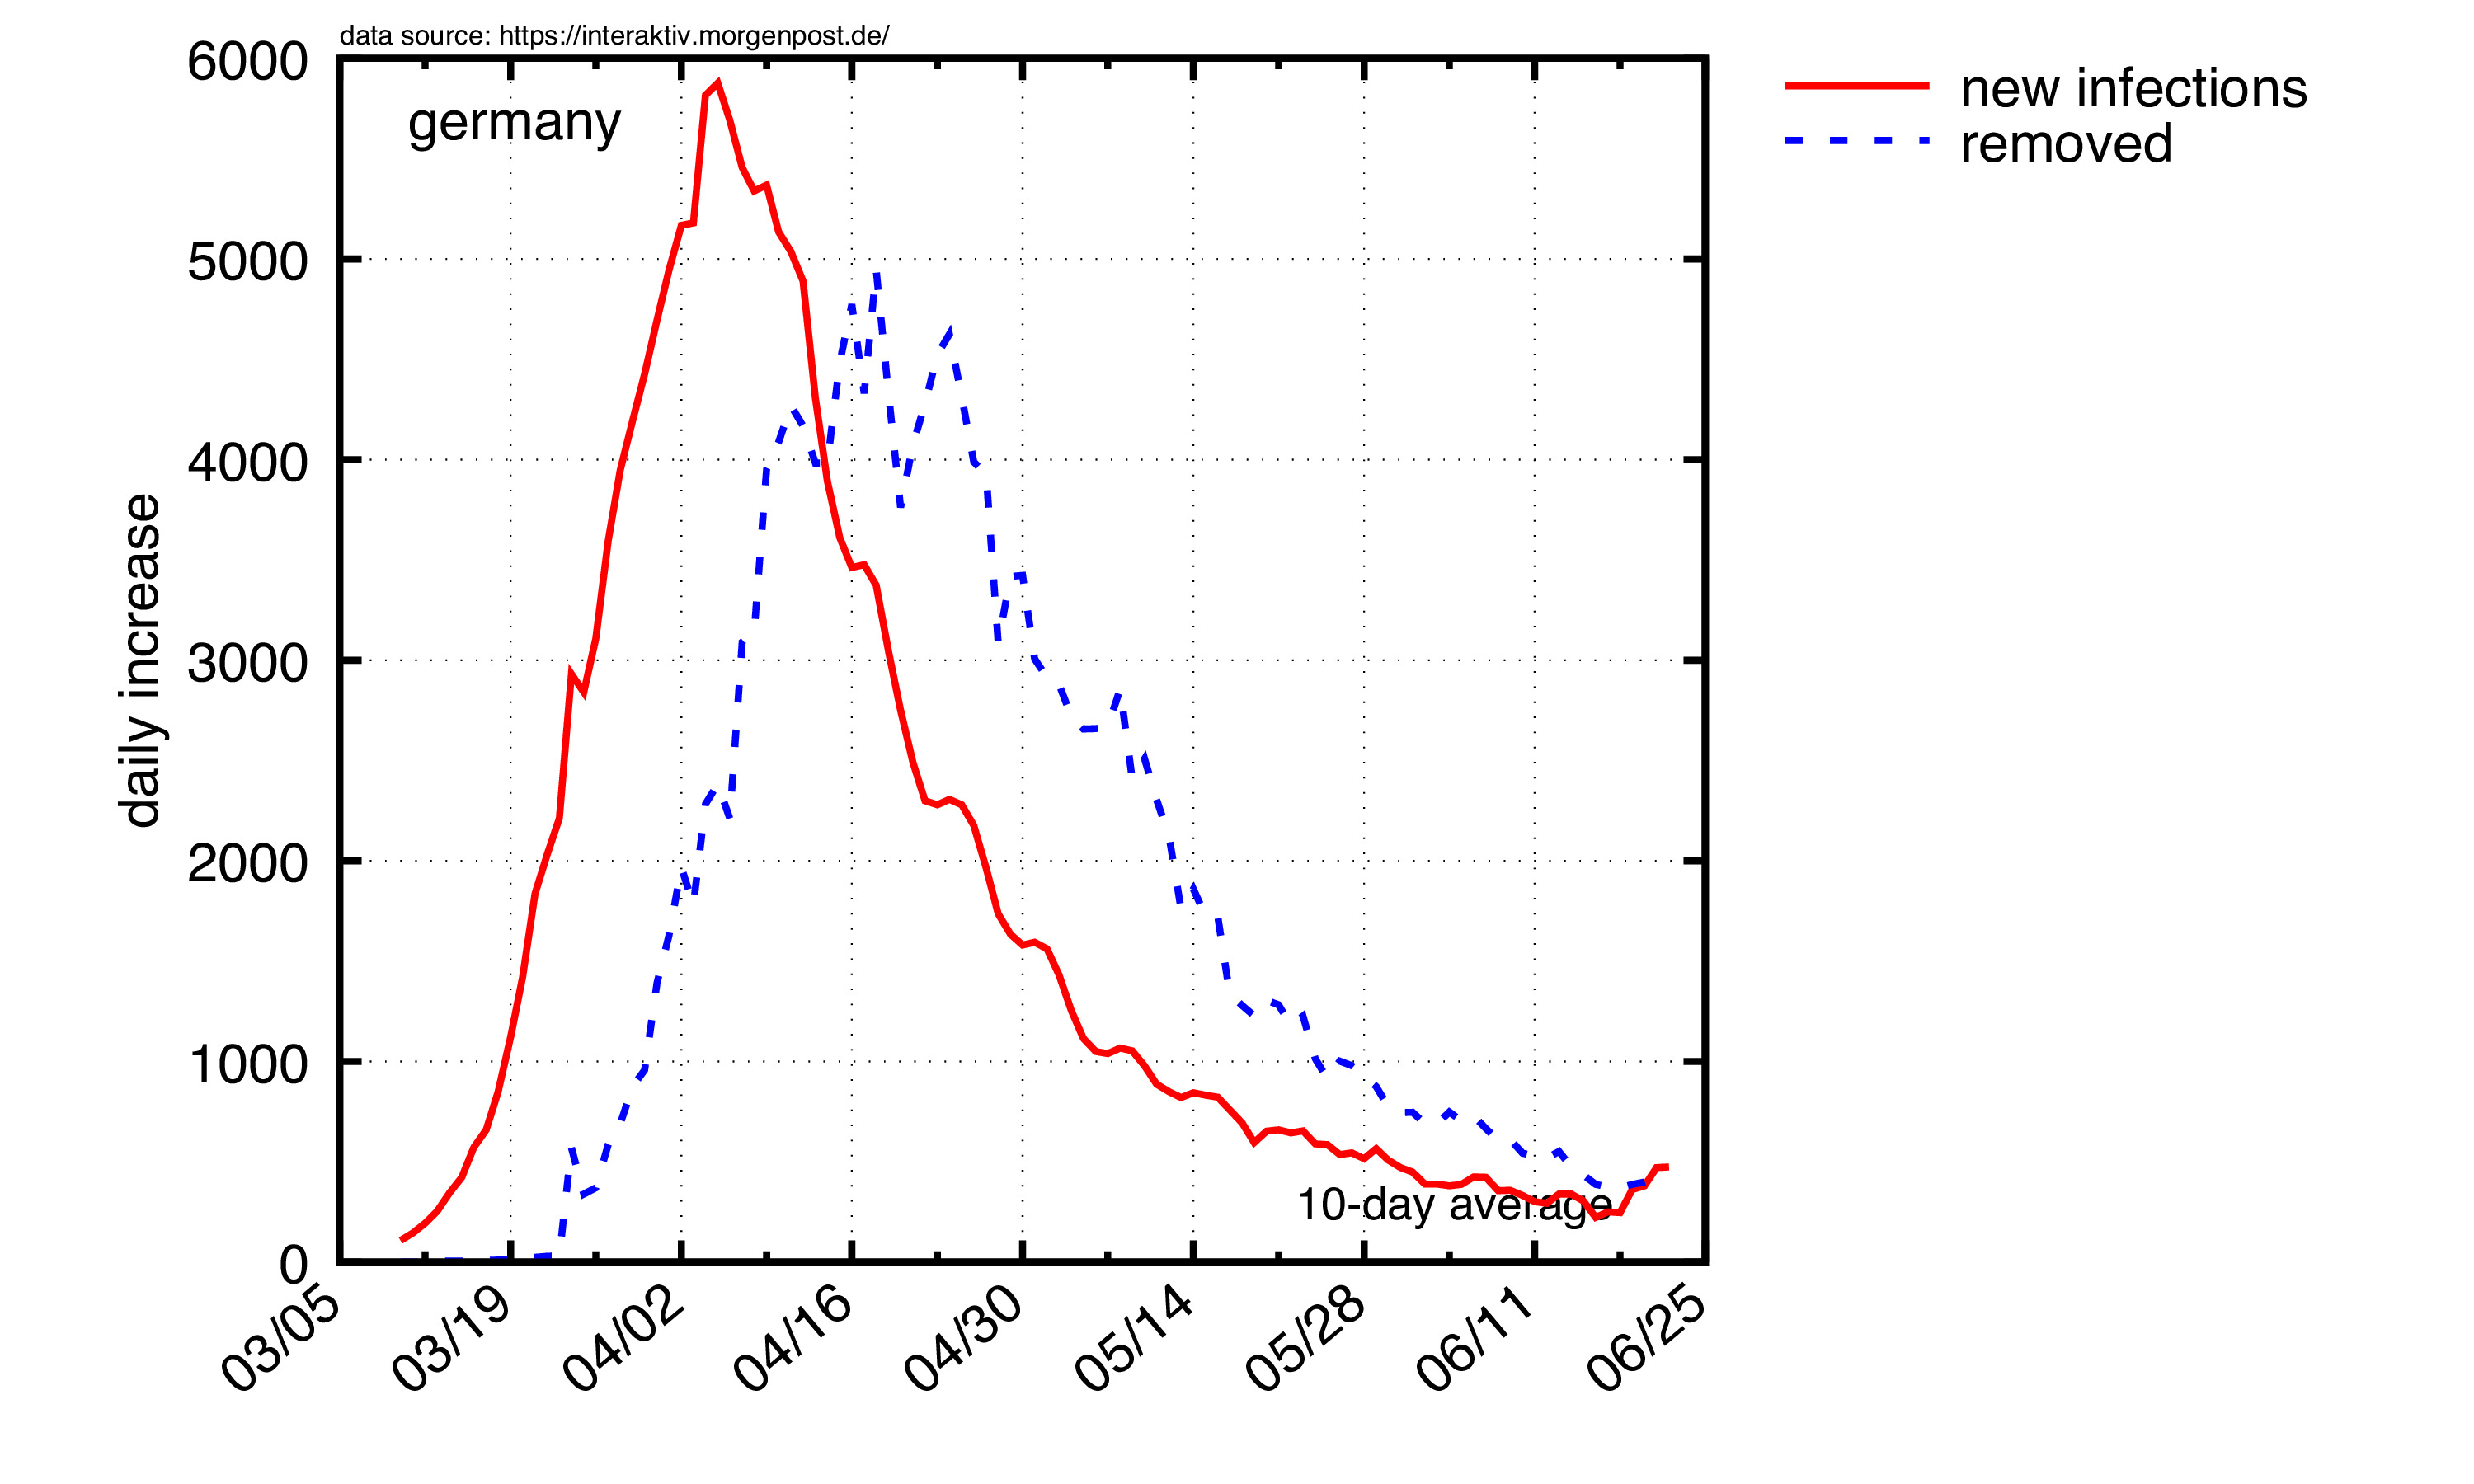 data source: https://interaktiv.morgenpost.de/
6000
5000
4000
3000
2000
1000
0
daily increase
germany
10-day average
03/05
03/19
04/02
04/16
04/30
05/14
05/28
06/11
06/25
new infections
removed